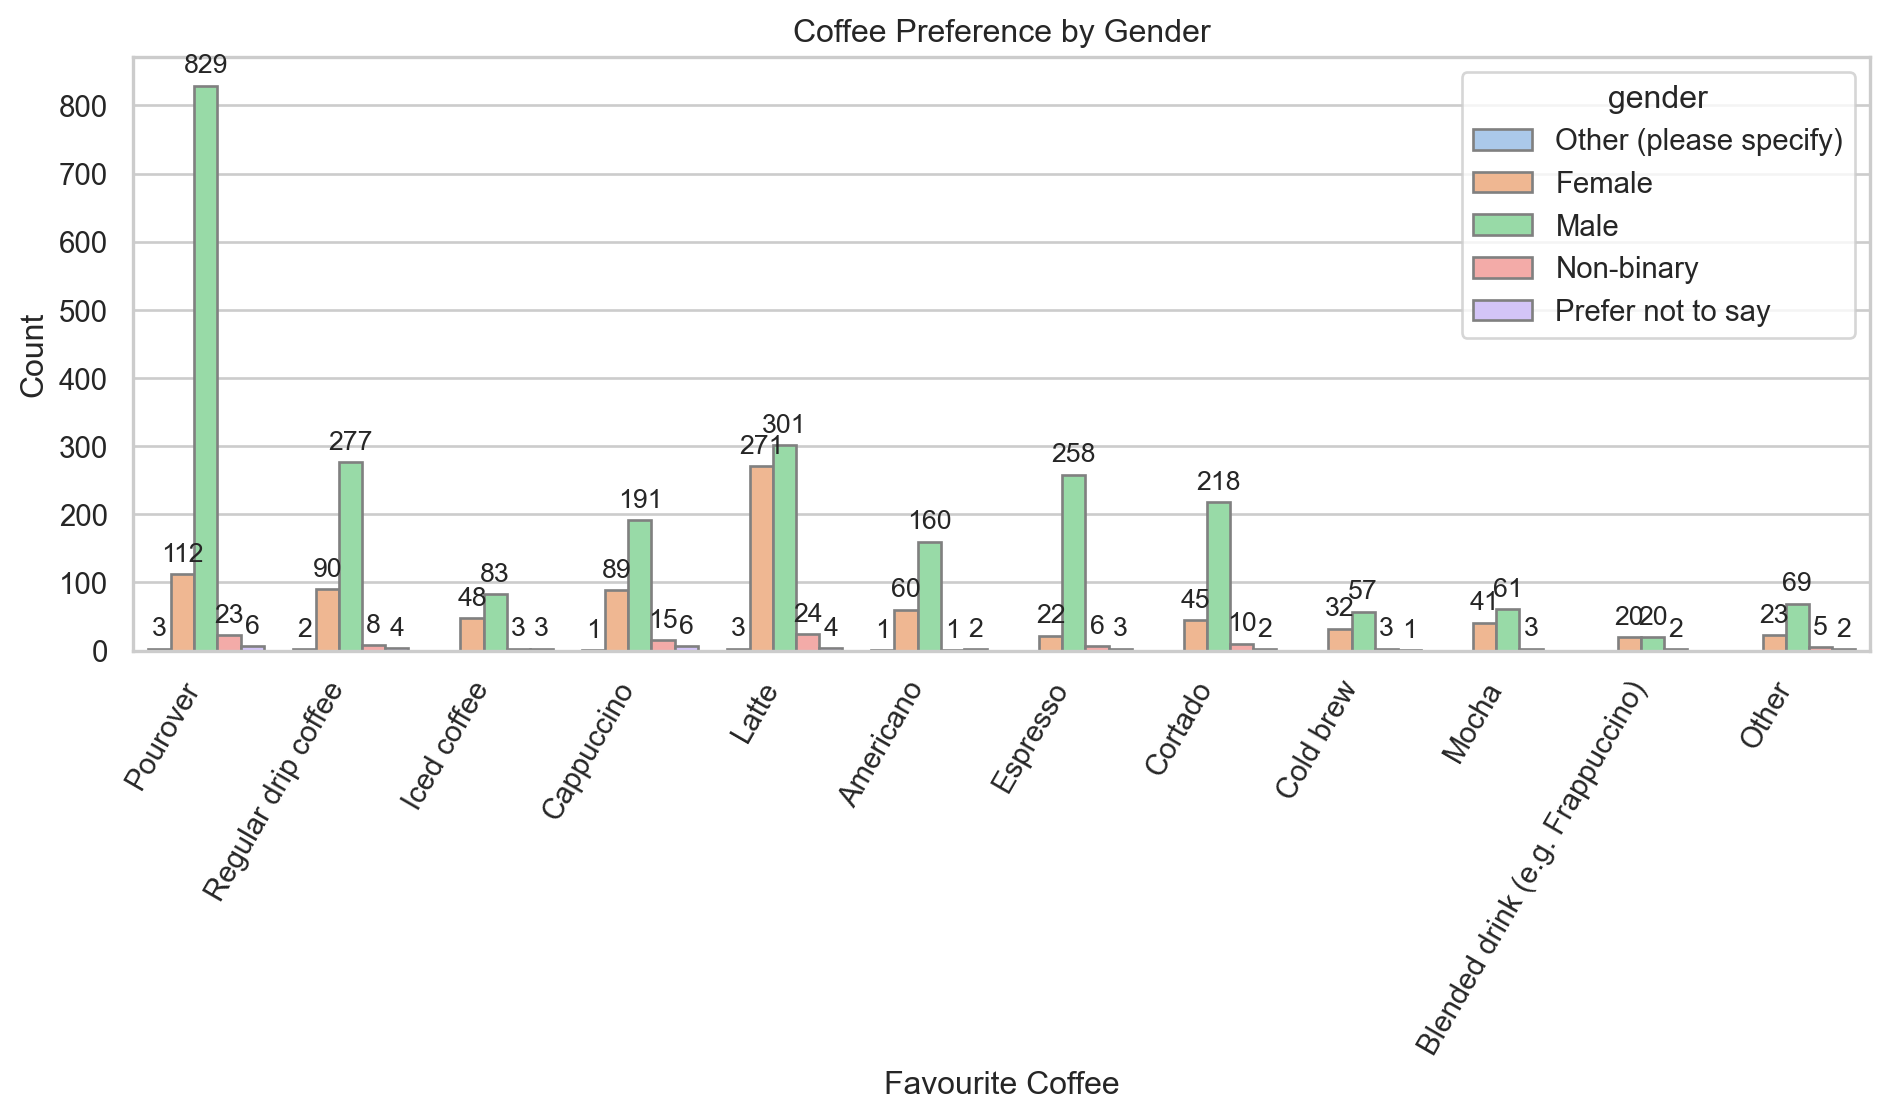 Coffee Preference by Gender
829
800
700
600
500
400
300
200
100
0
Count
gender
Other (please specify)
Female
Male
Non-binary
Prefer not to say
3 112 23 6
2 90 277 8 4
48 83 3 3
1 89 191 15 6
3 271 301 24 4
1 60 160 1 2
22 258 6 3
45 218 10 2
32 57 3 1
41 61 3
20 20 2
23 69 5 2
Pourover
Regular drip coffee
Iced coffee
Cappuccino
Latte
Americano
Espresso
Cortado
Cold brew
Mocha
Blended drink (e.g. Frappuccino)
Other
Favourite Coffee